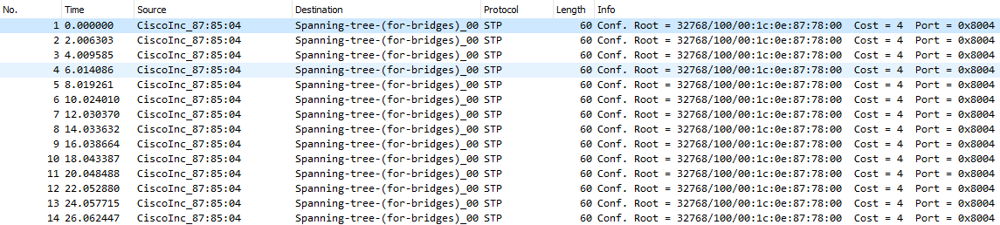 No. Time Source Destination Protocol Length Info
1 0.000000 CiscoInc_87:85:04 Spanning-tree-(for-bridges)_00 STP 60 Conf. Root = 32768/100/00:1c:0e:87:78:00 Cost = 4 Port = 0x8004
2 2.006303 CiscoInc_87:85:04 Spanning-tree-(for-bridges)_00 STP 60 Conf. Root = 32768/100/00:1c:0e:87:78:00 Cost = 4 Port = 0x8004
3 4.009585 CiscoInc_87:85:04 Spanning-tree-(for-bridges)_00 STP 60 Conf. Root = 32768/100/00:1c:0e:87:78:00 Cost = 4 Port = 0x8004
4 6.014086 CiscoInc_87:85:04 Spanning-tree-(for-bridges)_00 STP 60 Conf. Root = 32768/100/00:1c:0e:87:78:00 Cost = 4 Port = 0x8004
5 8.019261 CiscoInc_87:85:04 Spanning-tree-(for-bridges)_00 STP 60 Conf. Root = 32768/100/00:1c:0e:87:78:00 Cost = 4 Port = 0x8004
6 10.024010 CiscoInc_87:85:04 Spanning-tree-(for-bridges)_00 STP 60 Conf. Root = 32768/100/00:1c:0e:87:78:00 Cost = 4 Port = 0x8004
7 12.030370 CiscoInc_87:85:04 Spanning-tree-(for-bridges)_00 STP 60 Conf. Root = 32768/100/00:1c:0e:87:78:00 Cost = 4 Port = 0x8004
8 14.033632 CiscoInc_87:85:04 Spanning-tree-(for-bridges)_00 STP 60 Conf. Root = 32768/100/00:1c:0e:87:78:00 Cost = 4 Port = 0x8004
9 16.038664 CiscoInc_87:85:04 Spanning-tree-(for-bridges)_00 STP 60 Conf. Root = 32768/100/00:1c:0e:87:78:00 Cost = 4 Port = 0x8004
10 18.043387 CiscoInc_87:85:04 Spanning-tree-(for-bridges)_00 STP 60 Conf. Root = 32768/100/00:1c:0e:87:78:00 Cost = 4 Port = 0x8004
11 20.048488 CiscoInc_87:85:04 Spanning-tree-(for-bridges)_00 STP 60 Conf. Root = 32768/100/00:1c:0e:87:78:00 Cost = 4 Port = 0x8004
12 22.052880 CiscoInc_87:85:04 Spanning-tree-(for-bridges)_00 STP 60 Conf. Root = 32768/100/00:1c:0e:87:78:00 Cost = 4 Port = 0x8004
13 24.057715 CiscoInc_87:85:04 Spanning-tree-(for-bridges)_00 STP 60 Conf. Root = 32768/100/00:1c:0e:87:78:00 Cost = 4 Port = 0x8004
14 26.062447 CiscoInc_87:85:04 Spanning-tree-(for-bridges)_00 STP 60 Conf. Root = 32768/100/00:1c:0e:87:78:00 Cost = 4 Port = 0x8004